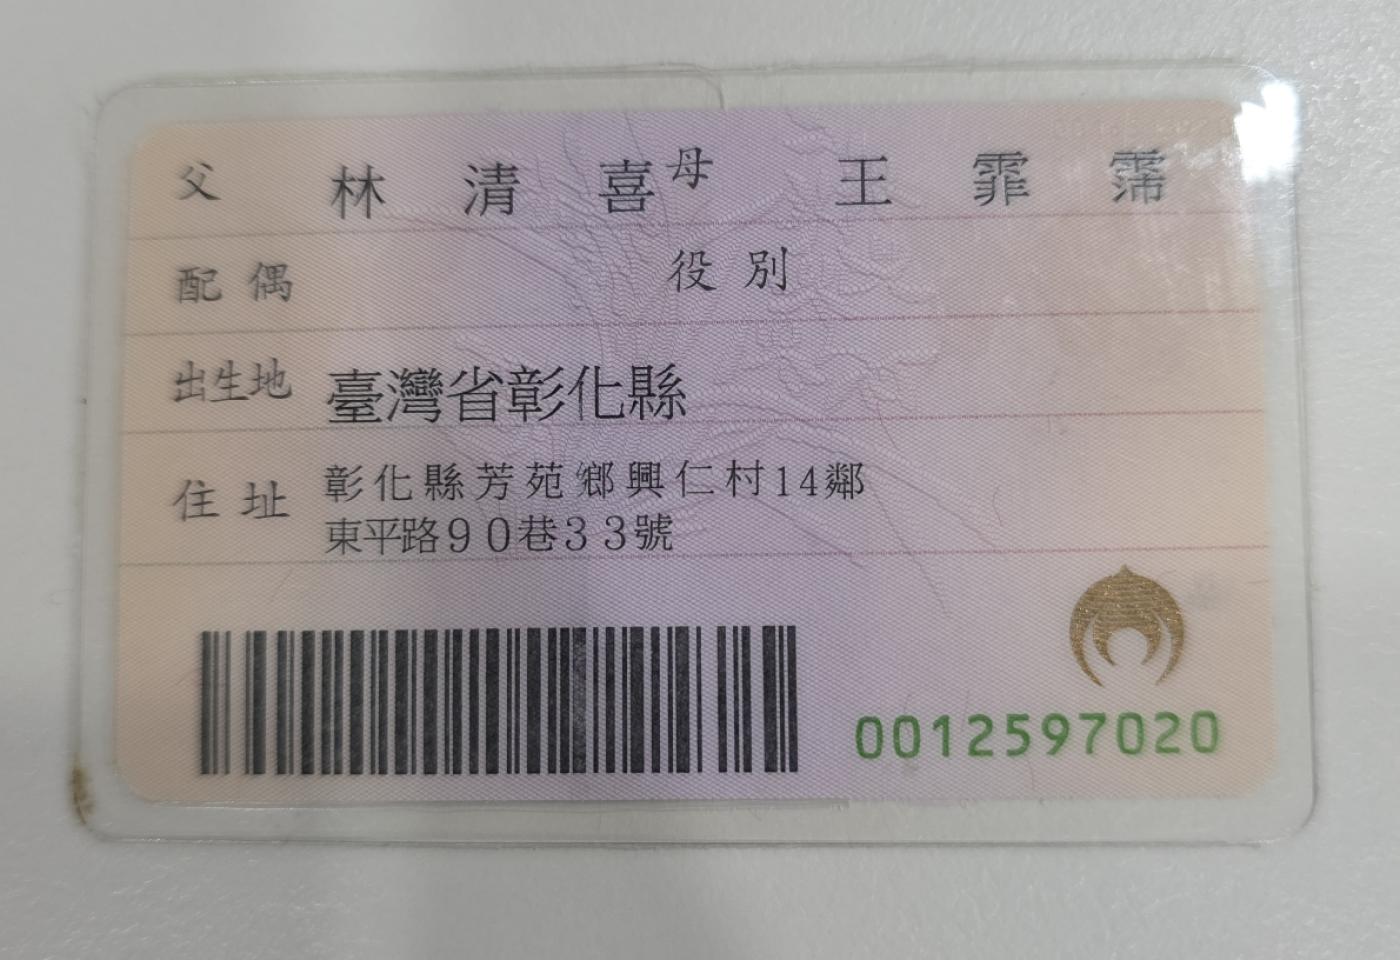 父 林清喜 母 王霏霈
配偶 役別
出生地 臺灣省彰化縣
住址 彰化縣芳苑鄉興仁村14鄰
東平路90巷33號
0012597020